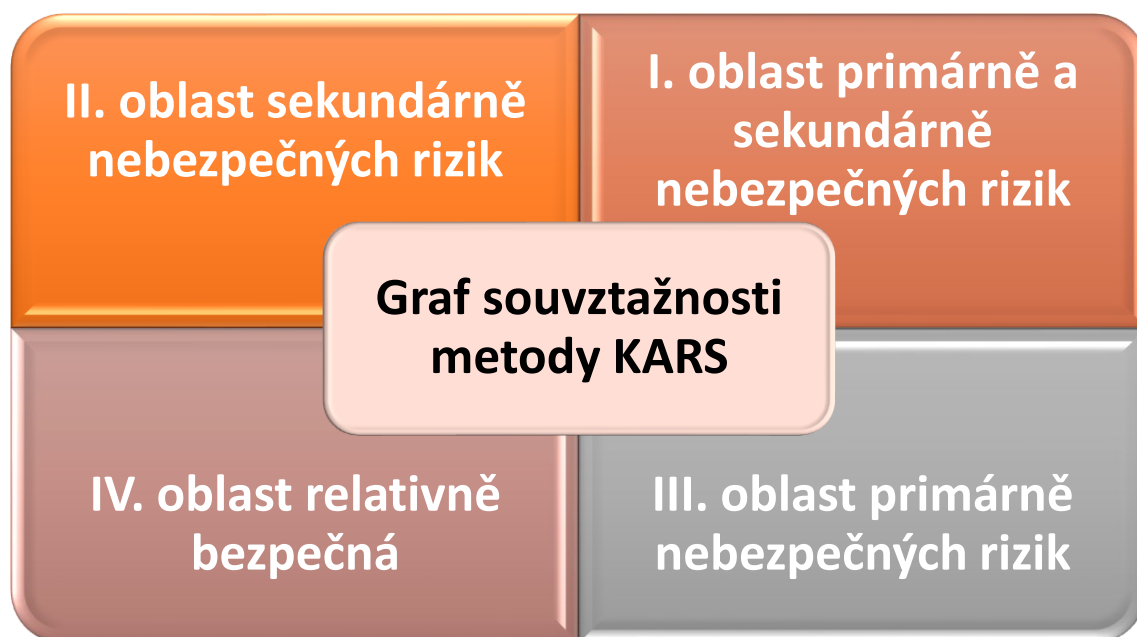 II. oblast sekundárně
nebezpečných rizik
I. oblast primárně a
sekundárně
nebezpečných rizik
Graf souvztažnosti
metody KARS
IV. oblast relativně
bezpečná
III. oblast primárně
nebezpečných rizik